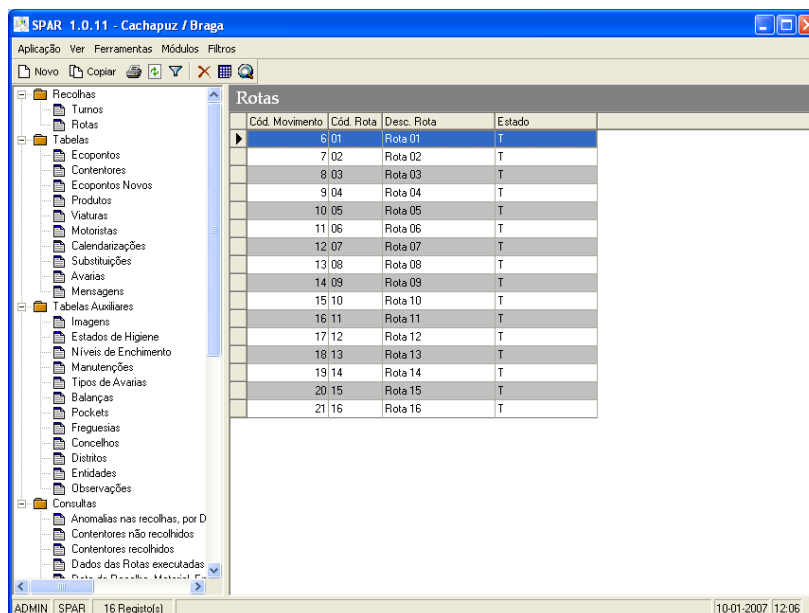 SPAR 1.0.11 - Cachapuz / Braga
Aplicação Ver Ferramentas Módulos Filtros
Novo Copiar
Recolhas
Turnos
Rotas
Tabelas
Ecopontos
Contentores
Ecopontos Novos
Produtos
Viaturas
Motoristas
Calendarizações
Substituições
Avarias
Mensagens
Tabelas Auxiliares
Imagens
Estados de Higiene
Níveis de Enchimento
Manutenções
Tipos de Avarias
Balanças
Pockets
Freguesias
Concelhos
Distritos
Entidades
Observações
Consultas
Anomalias nas recolhas, por D
Contentores não recolhidos
Contentores recolhidos
Dados das Rotas executadas
Rotas
Cód. Movimento Cód. Rota Desc. Rota Estado
6 01 Rota 01 T
7 02 Rota 02 T
8 03 Rota 03 T
9 04 Rota 04 T
10 05 Rota 05 T
11 06 Rota 06 T
12 07 Rota 07 T
13 08 Rota 08 T
14 09 Rota 09 T
15 10 Rota 10 T
16 11 Rota 11 T
17 12 Rota 12 T
18 13 Rota 13 T
19 14 Rota 14 T
20 15 Rota 15 T
21 16 Rota 16 T
ADMIN SPAR 16 Registo(s) 10-01-2007 12:06